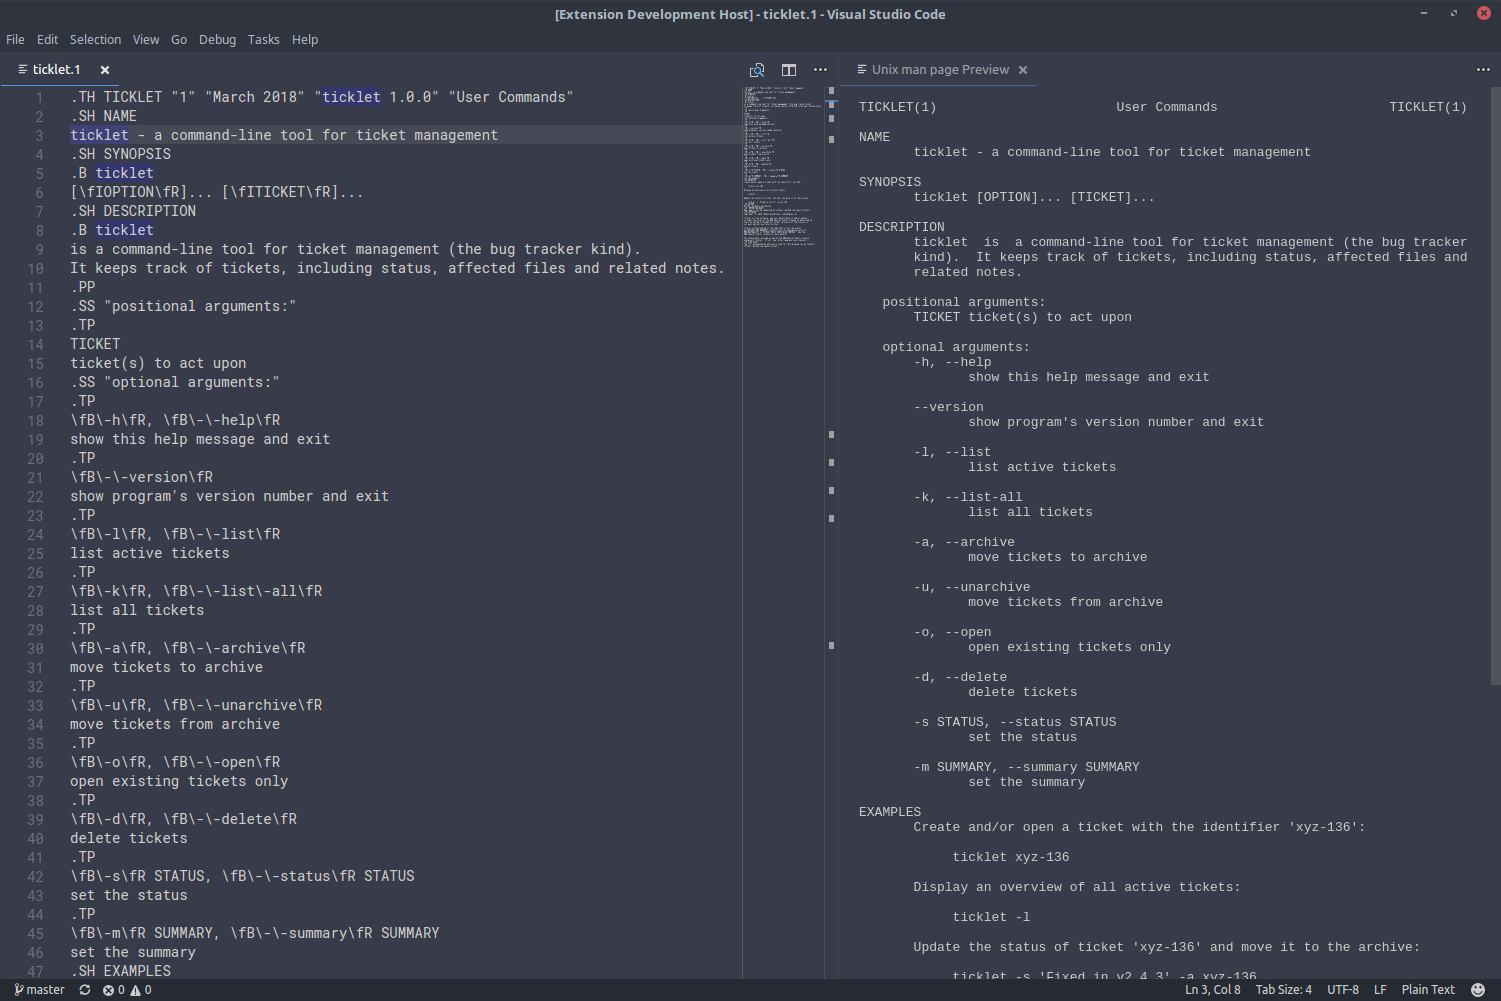 [Extension Development Host] - ticklet.1 - Visual Studio Code
File Edit Selection View Go Debug Tasks Help
ticklet.1
1 .TH TICKLET "1" "March 2018" "ticklet 1.0.0" "User Commands"
2 .SH NAME
3 ticklet - a command-line tool for ticket management
4 .SH SYNOPSIS
5 .B ticklet
6 [\fIOPTION\fR]... [\fITICKET\fR]...
7 .SH DESCRIPTION
8 .B ticklet
9 is a command-line tool for ticket management (the bug tracker kind).
10 It keeps track of tickets, including status, affected files and related notes.
11 .PP
12 .SS "positional arguments:"
13 .TP
14 TICKET
15 ticket(s) to act upon
16 .SS "optional arguments:"
17 .TP
18 \fB\-h\fR, \fB\-\-help\fR
19 show this help message and exit
20 .TP
21 \fB\-\-version\fR
22 show program's version number and exit
23 .TP
24 \fB\-l\fR, \fB\-\-list\fR
25 list active tickets
26 .TP
27 \fB\-k\fR, \fB\-\-list\-all\fR
28 list all tickets
29 .TP
30 \fB\-a\fR, \fB\-\-archive\fR
31 move tickets to archive
32 .TP
33 \fB\-u\fR, \fB\-\-unarchive\fR
34 move tickets from archive
35 .TP
36 \fB\-o\fR, \fB\-\-open\fR
37 open existing tickets only
38 .TP
39 \fB\-d\fR, \fB\-\-delete\fR
40 delete tickets
41 .TP
42 \fB\-s\fR STATUS, \fB\-\-status\fR STATUS
43 set the status
44 .TP
45 \fB\-m\fR SUMMARY, \fB\-\-summary\fR SUMMARY
46 set the summary
47 .SH EXAMPLES
Unix man page Preview
TICKLET(1) User Commands TICKLET(1)
NAME
ticklet - a command-line tool for ticket management
SYNOPSIS
ticklet [OPTION]... [TICKET]...
DESCRIPTION
ticklet is a command-line tool for ticket management (the bug tracker
kind). It keeps track of tickets, including status, affected files and
related notes.
positional arguments:
TICKET ticket(s) to act upon
optional arguments:
-h, --help
show this help message and exit
--version
show program's version number and exit
-l, --list
list active tickets
-k, --list-all
list all tickets
-a, --archive
move tickets to archive
-u, --unarchive
move tickets from archive
-o, --open
open existing tickets only
-d, --delete
delete tickets
-s STATUS, --status STATUS
set the status
-m SUMMARY, --summary SUMMARY
set the summary
EXAMPLES
Create and/or open a ticket with the identifier 'xyz-136':
ticklet xyz-136
Display an overview of all active tickets:
ticklet -l
Update the status of ticket 'xyz-136' and move it to the archive:
ticklet -s 'Fixed in v2.4.3' -a xyz-136
master 0 0 Ln 3, Col 8 Tab Size: 4 UTF-8 LF Plain Text